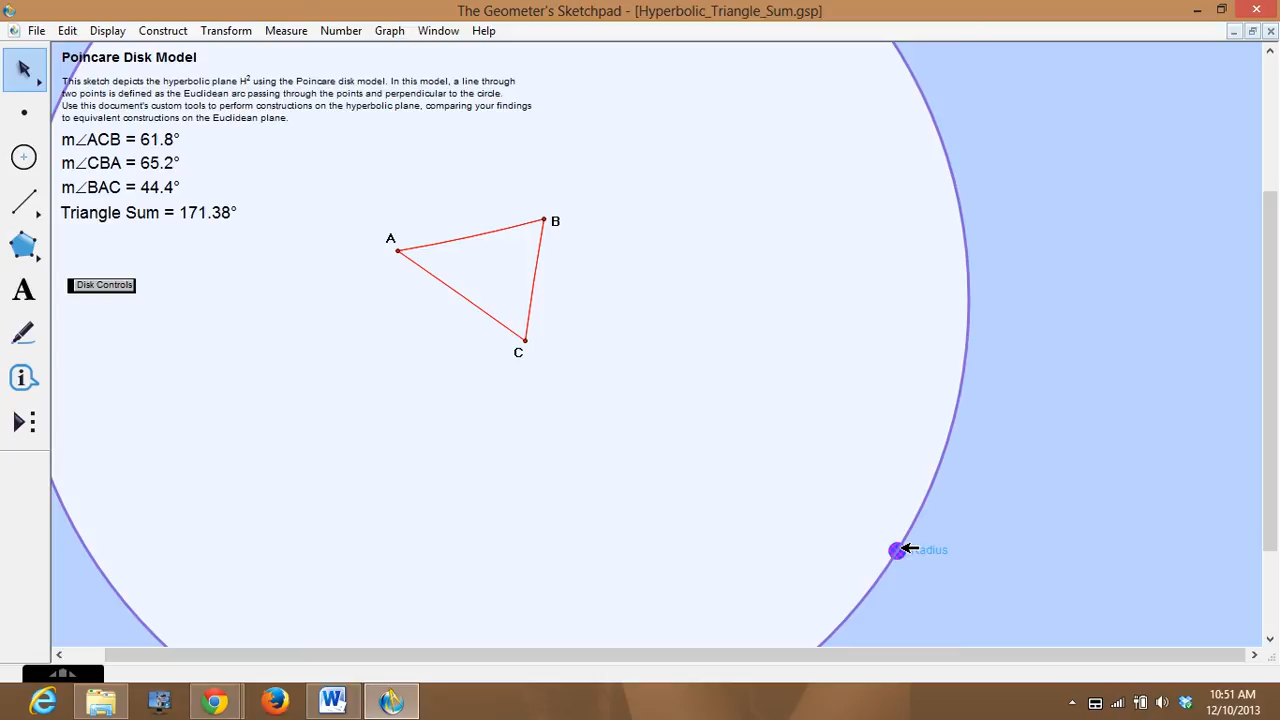 The Geometer's Sketchpad - [Hyperbolic_Triangle_Sum.gsp]
File Edit Display Construct Transform Measure Number Graph Window Help
Poincare Disk Model
This sketch depicts the hyperbolic plane H2 using the Poincare disk model. In this model, a line through
two points is defined as the Euclidean arc passing through the points and perpendicular to the circle.
Use this document's custom tools to perform constructions on the hyperbolic plane, comparing your findings
to equivalent constructions on the Euclidean plane.
m∠ACB = 61.8°
m∠CBA = 65.2°
m∠BAC = 44.4°
Triangle Sum = 171.38°
B
A
Disk Controls
C
Radius
10:51 AM
12/10/2013